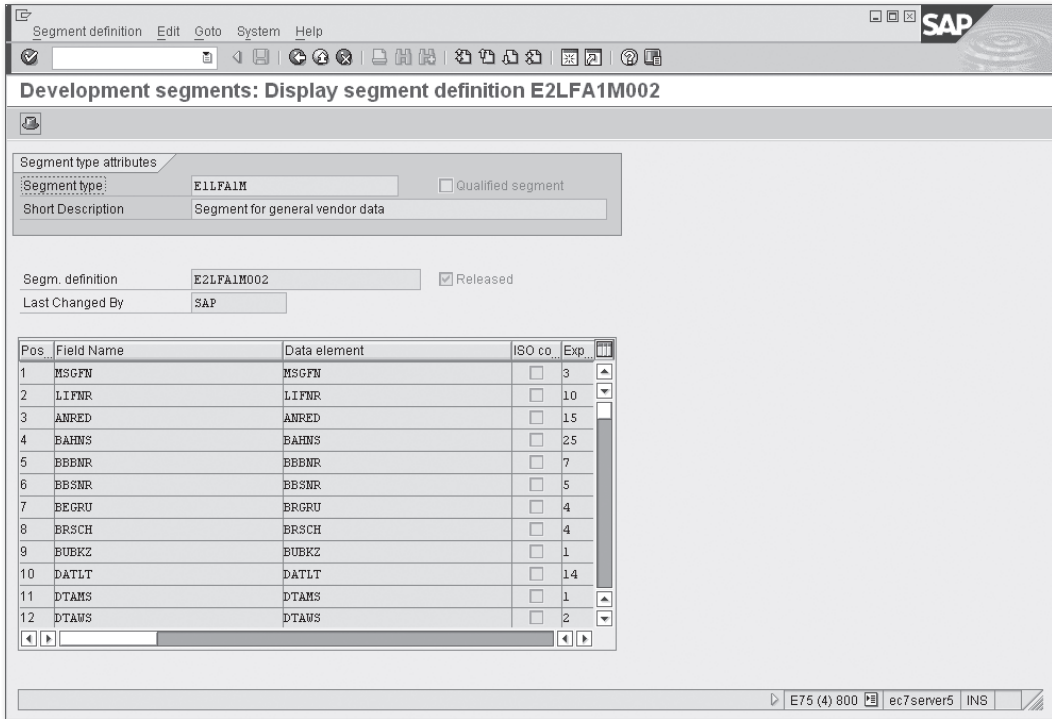 Segment definition Edit Goto System Help
SAP
Development segments: Display segment definition E2LFA1M002
Segment type attributes
Segment type E1LFA1M Qualified segment
Short Description Segment for general vendor data
Segm. definition E2LFA1M002 Released
Last Changed By SAP
Pos... Field Name Data element ISO co... Exp...
1 MSGFN MSGFN 3
2 LIFNR LIFNR 10
3 ANRED ANRED 15
4 BAHNS BAHNS 25
5 BBBNR BBBNR 7
6 BBSNR BBSNR 5
7 BEGRU BRGRU 4
8 BRSCH BRSCH 4
9 BUBKZ BUBKZ 1
10 DATLT DATLT 14
11 DTAMS DTAMS 1
12 DTAWS DTAWS 2
E75 (4) 800 ec7server5 INS